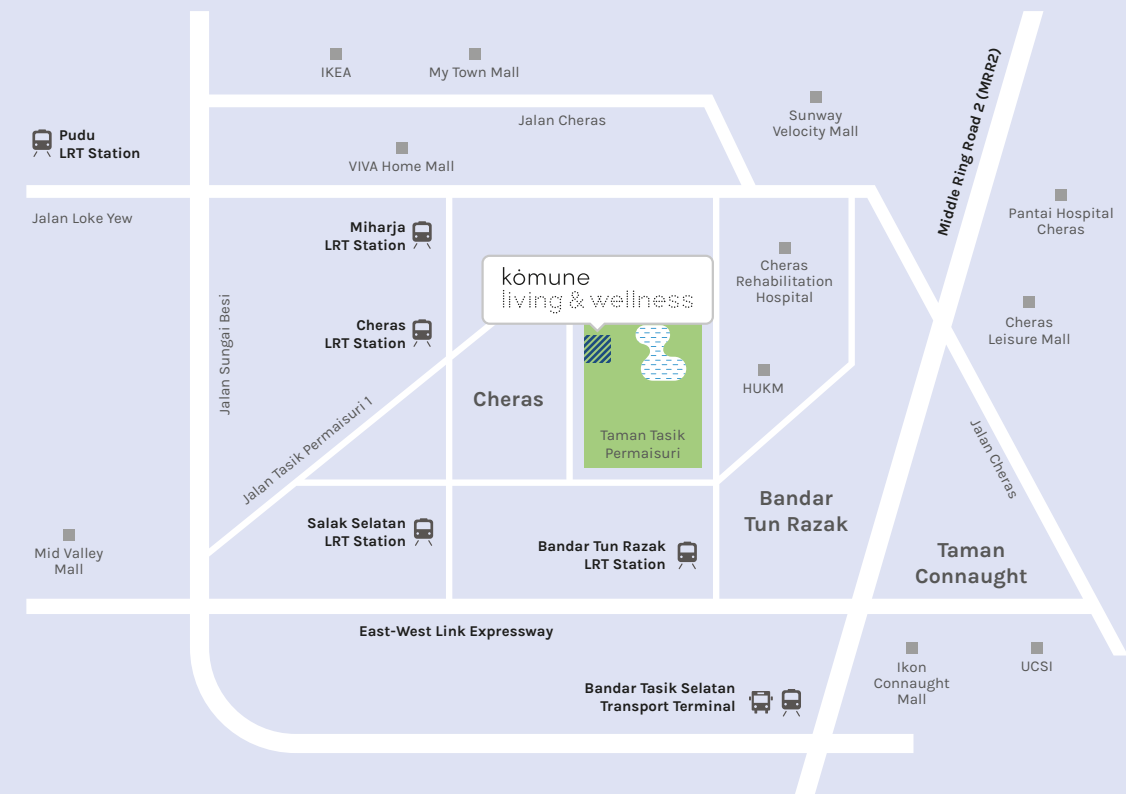 IKEA
My Town Mall
Sunway
Velocity Mall
Middle Ring Road 2 (MRR2)
Jalan Cheras
Pudu
LRT Station
VIVA Home Mall
Jalan Loke Yew
Pantai Hospital
Cheras
Miharja
LRT Station
kȯmune
living & wellness
Cheras
Rehabilitation
Hospital
Jalan Sungai Besi
Cheras
LRT Station
Cheras
Leisure Mall
HUKM
Cheras
Jalan Tasik Permaisuri 1
Taman Tasik
Permaisuri
Jalan Cheras
Bandar
Tun Razak
Salak Selatan
LRT Station
Bandar Tun Razak
LRT Station
Mid Valley
Mall
Taman
Connaught
East-West Link Expressway
Ikon
Connaught
Mall
UCSI
Bandar Tasik Selatan
Transport Terminal